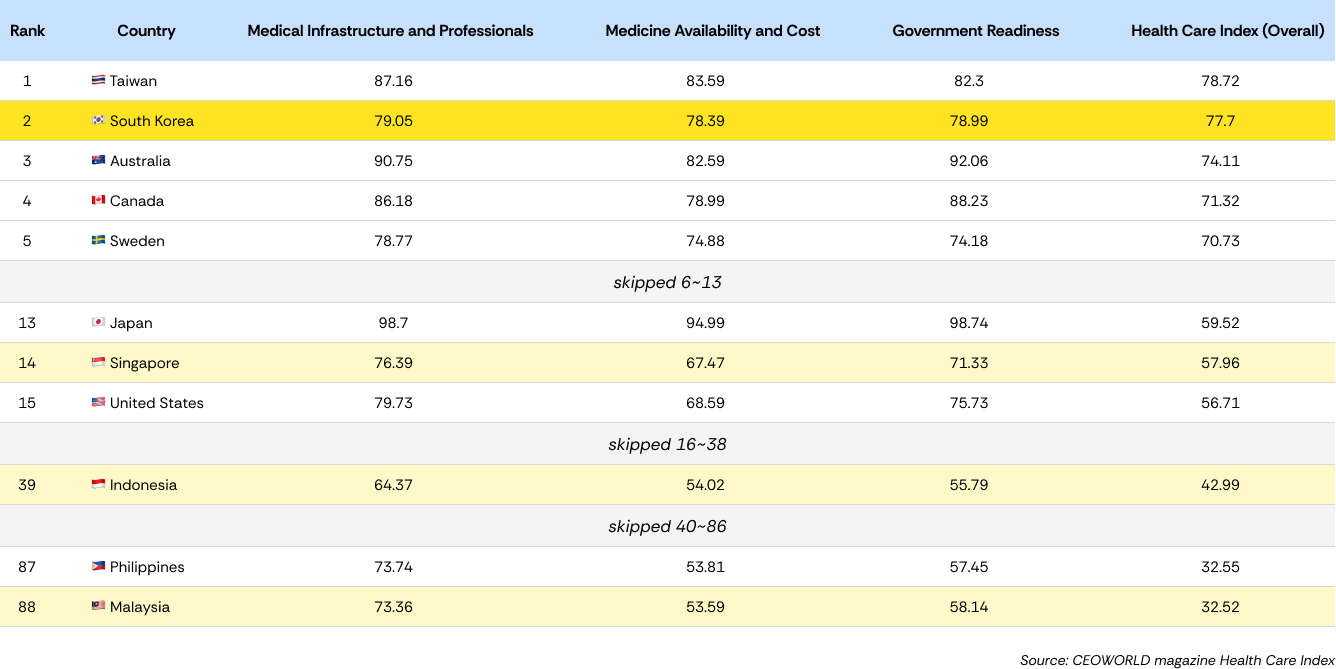 Rank Country Medical Infrastructure and Professionals Medicine Availability and Cost Government Readiness Health Care Index (Overall)
1 Taiwan 87.16 83.59 82.3 78.72
2 South Korea 79.05 78.39 78.99 77.7
3 Australia 90.75 82.59 92.06 74.11
4 Canada 86.18 78.99 88.23 71.32
5 Sweden 78.77 74.88 74.18 70.73
skipped 6~13
13 Japan 98.7 94.99 98.74 59.52
14 Singapore 76.39 67.47 71.33 57.96
15 United States 79.73 68.59 75.73 56.71
skipped 16~38
39 Indonesia 64.37 54.02 55.79 42.99
skipped 40~86
87 Philippines 73.74 53.81 57.45 32.55
88 Malaysia 73.36 53.59 58.14 32.52
Source: CEOWORLD magazine Health Care Index